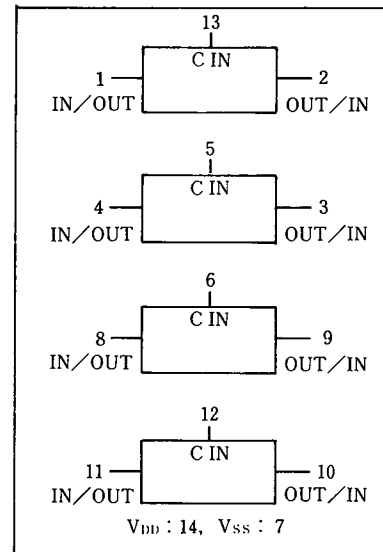 13
C IN
1 2
IN/OUT OUT/IN
5
C IN
4 3
IN/OUT OUT/IN
6
C IN
8 9
IN/OUT OUT/IN
12
C IN
11 10
IN/OUT OUT/IN
VDD : 14, VSS : 7